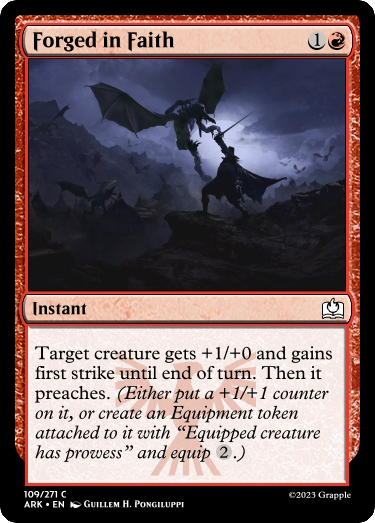 Forged in Faith 1
Instant
Target creature gets +1/+0 and gains
first strike until end of turn. Then it
preaches. (Either put a +1/+1 counter
on it, or create an Equipment token
attached to it with “Equipped creature
has prowess” and equip 2.)
109/271 C
ARK • EN Guillem H. Pongiluppi
©2023 Grapple